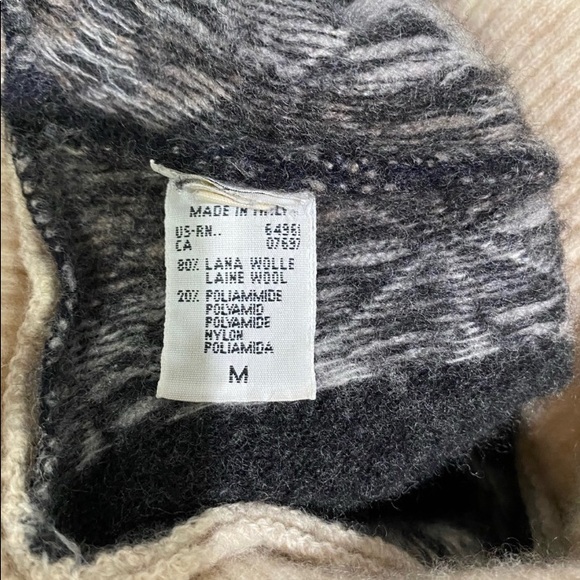 MADE IN ITALY
US-RN.. 64961
CA 07697
80% LANA WOLLE
LAINE WOOL
20% POLIAMMIDE
POLYAMID
POLYAMIDE
NYLON
POLIAMIDA
M